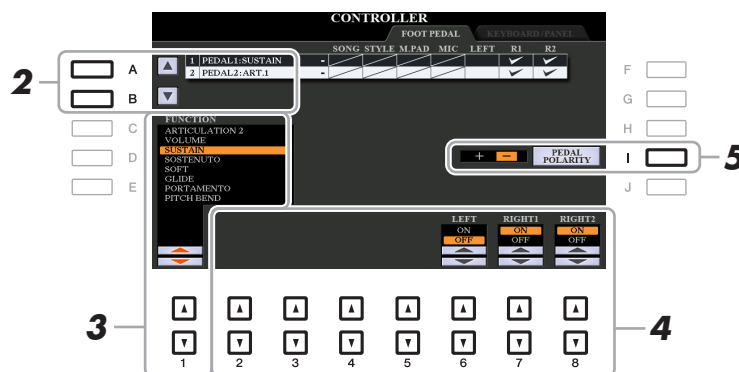 CONTROLLER
FOOT PEDAL KEYBOARD/PANEL
SONG STYLE M.PAD MIC LEFT R1 R2
1 PEDAL1:SUSTAIN -
2 PEDAL2:ART.1 -
2
A
B
C
D
E
F
G
H
I
J
FUNCTION
ARTICULATION 2
VOLUME
SUSTAIN
SOSTENUTO
SOFT
GLIDE
PORTAMENTO
PITCH BEND
+ -
PEDAL
POLARITY
5
LEFT RIGHT1 RIGHT2
ON ON ON
OFF OFF OFF
3
4
1 2 3 4 5 6 7 8